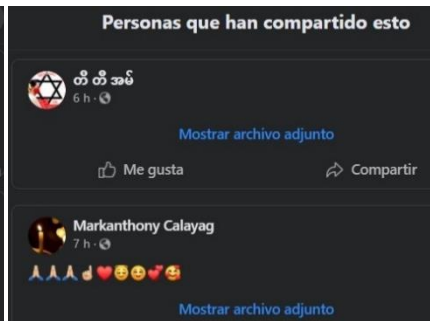 Personas que han compartido esto
တီ တီ အမ်
6 h ·
Mostrar archivo adjunto
Me gusta
Compartir
Markanthony Calayag
7 h ·
🙏🏼🙏🏼🙏🏼☝🏼❤️😇😊💕🥰
Mostrar archivo adjunto